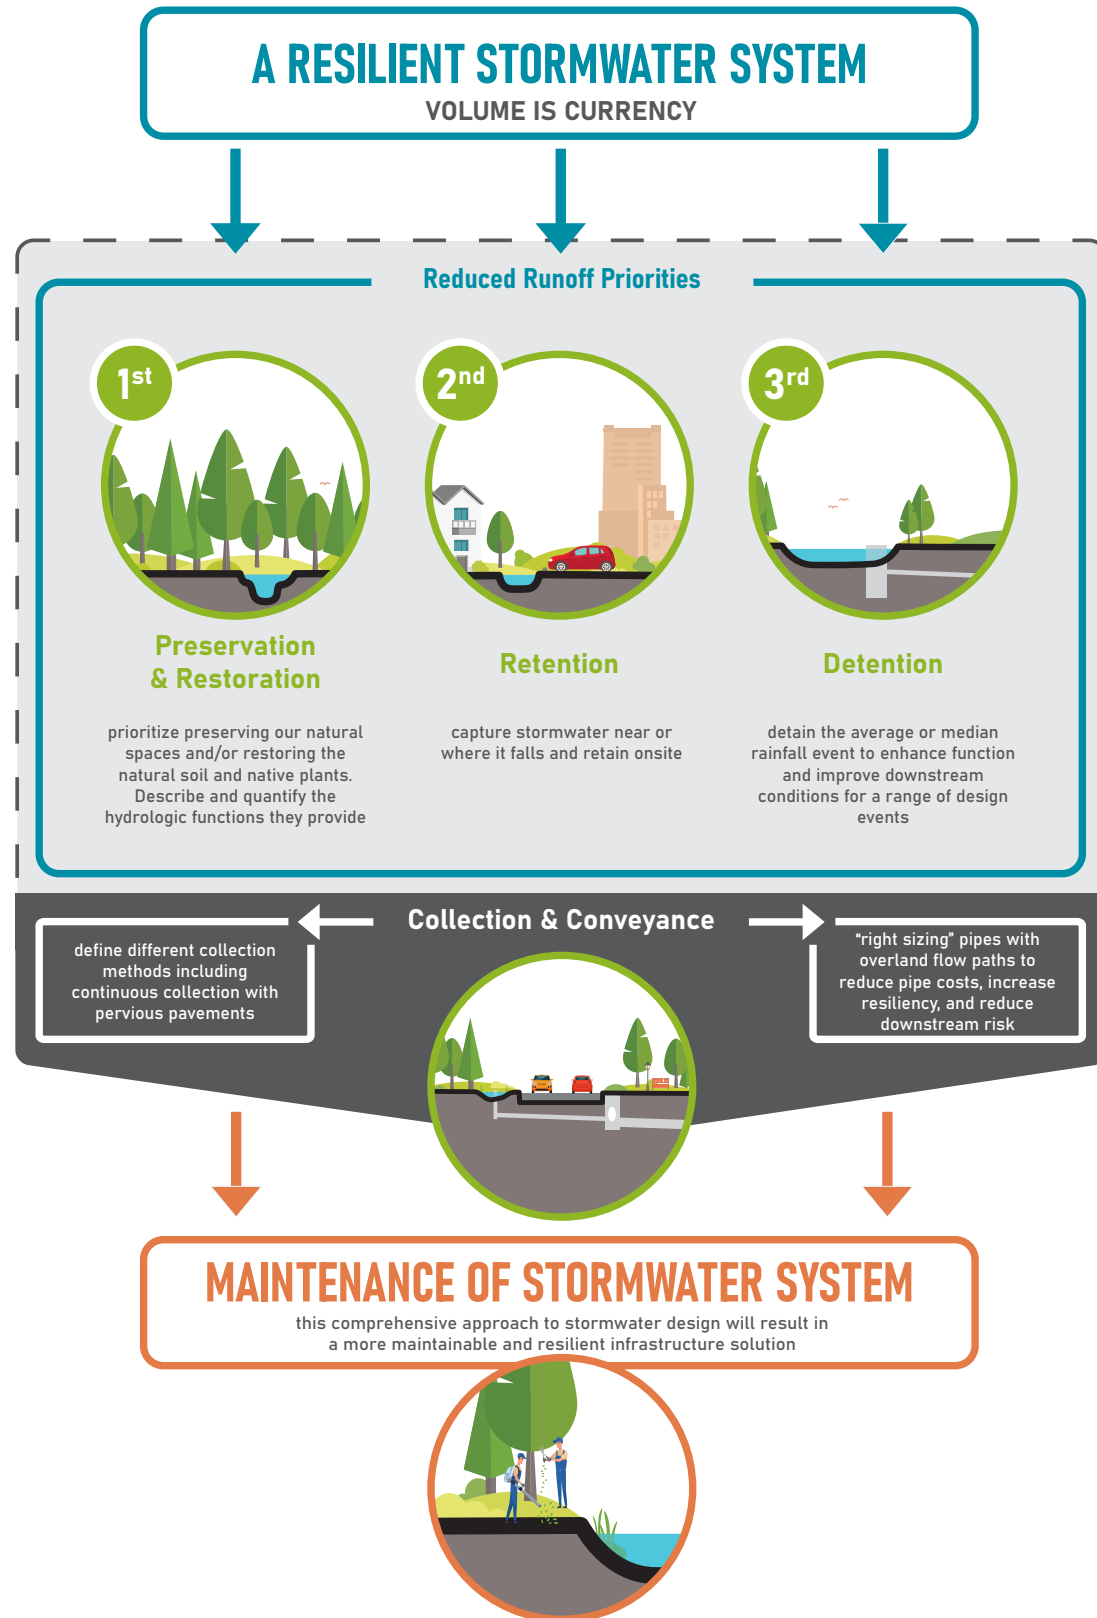 A RESILIENT STORMWATER SYSTEM
VOLUME IS CURRENCY
Reduced Runoff Priorities
1st
2nd
3rd
Preservation
& Restoration
prioritize preserving our natural
spaces and/or restoring the
natural soil and native plants.
Describe and quantify the
hydrologic functions they provide
Retention
capture stormwater near or
where it falls and retain onsite
Detention
detain the average or median
rainfall event to enhance function
and improve downstream
conditions for a range of design
events
Collection & Conveyance
define different collection
methods including
continuous collection with
pervious pavements
“right sizing” pipes with
overland flow paths to
reduce pipe costs, increase
resiliency, and reduce
downstream risk
MAINTENANCE OF STORMWATER SYSTEM
this comprehensive approach to stormwater design will result in
a more maintainable and resilient infrastructure solution